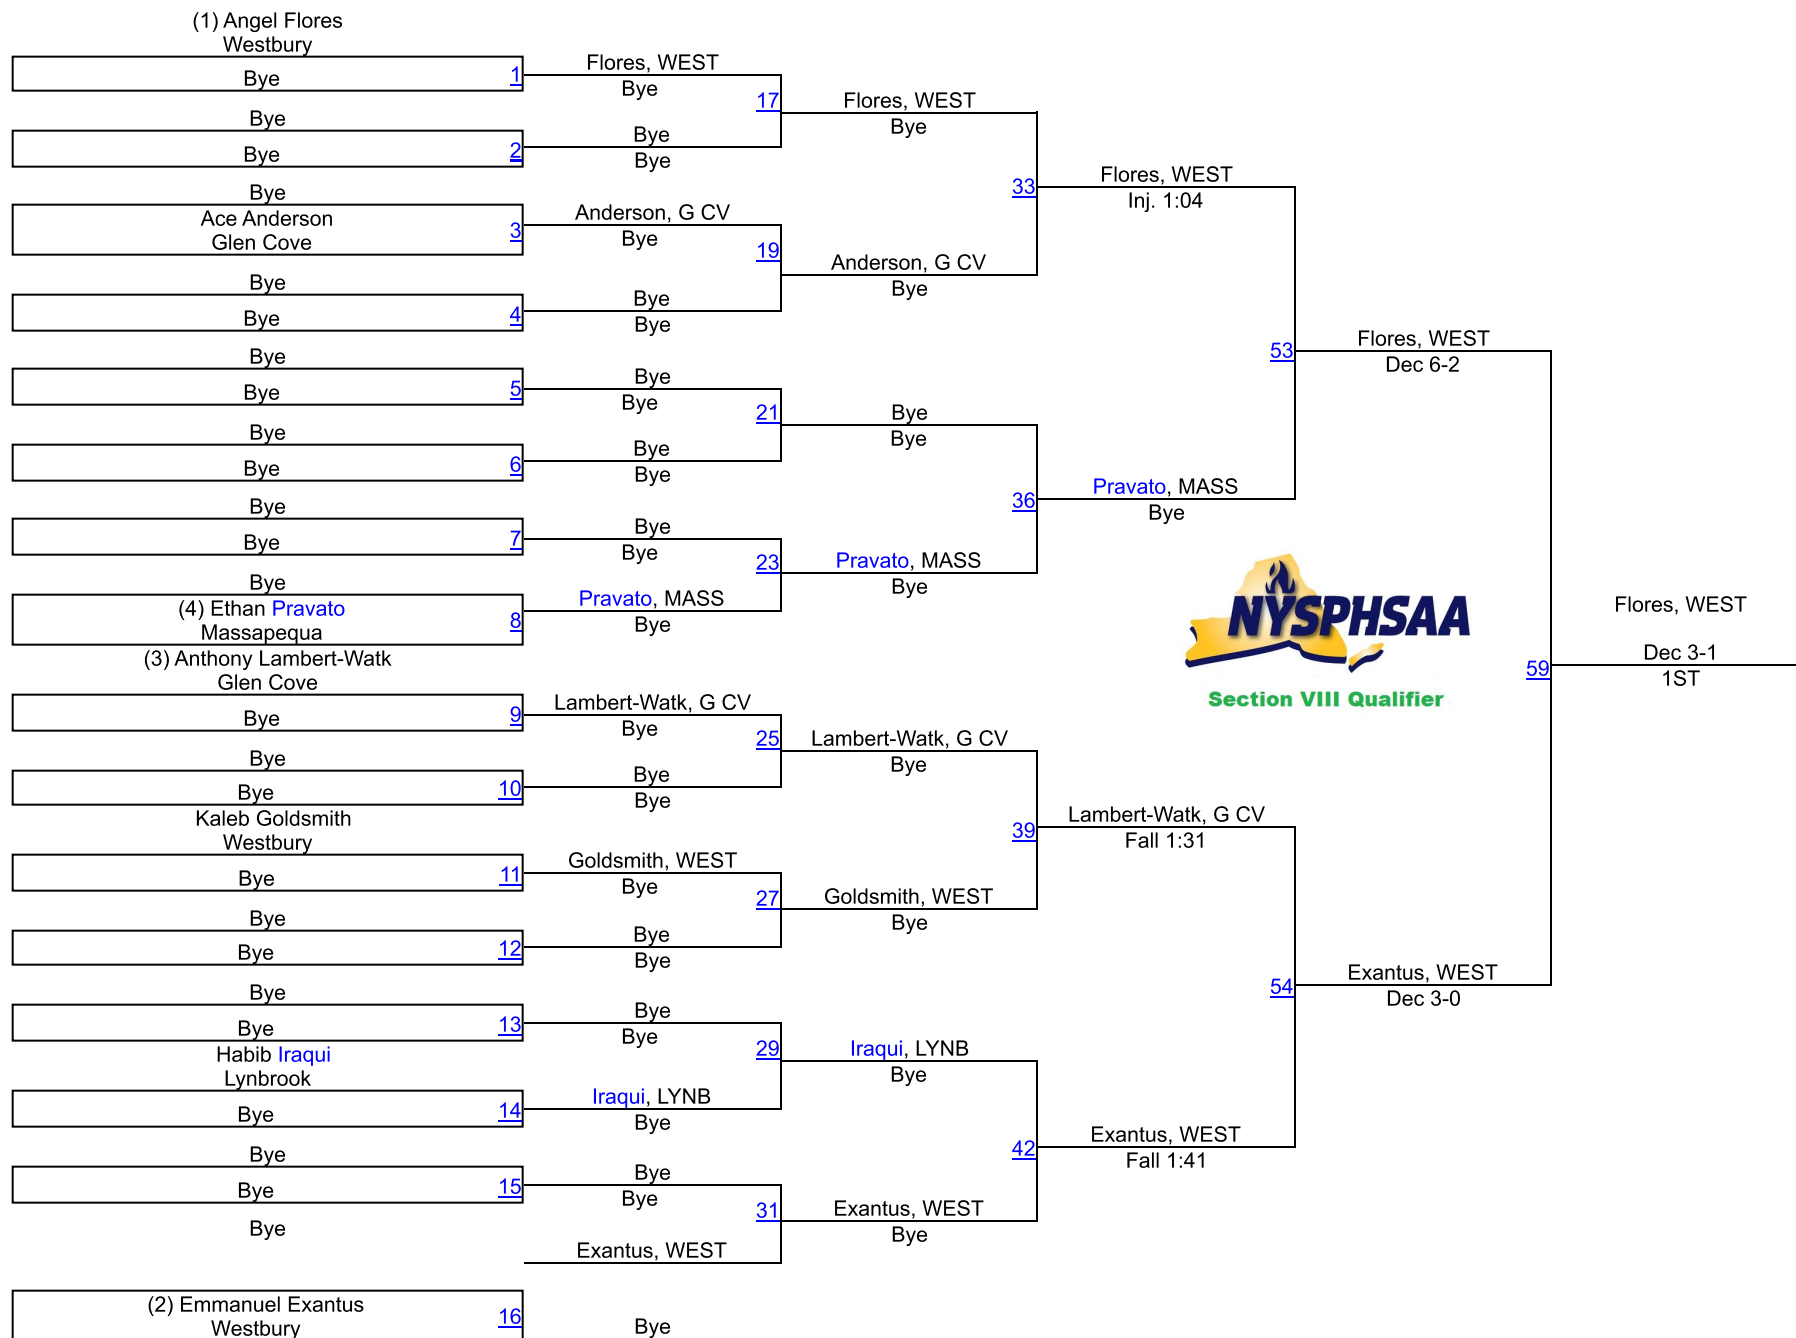 (1) Angel Flores
Westbury
Bye
1
Bye
Bye
2
Bye
Ace Anderson
Glen Cove
3
Bye
Bye
4
Bye
Bye
5
Bye
Bye
6
Bye
Bye
7
Bye
(4) Ethan Pravato
Massapequa
8
(3) Anthony Lambert-Watk
Glen Cove
Bye
9
Bye
Bye
10
Kaleb Goldsmith
Westbury
Bye
11
Bye
Bye
12
Bye
Bye
13
Habib Iraqui
Lynbrook
Bye
14
Bye
Bye
15
Bye
(2) Emmanuel Exantus
Westbury
16
Flores, WEST
Bye
17
Bye
Bye
Anderson, G CV
Bye
19
Bye
Bye
Bye
Bye
21
Bye
Bye
Bye
Bye
23
Pravato, MASS
Bye
Lambert-Watk, G CV
Bye
25
Bye
Bye
Goldsmith, WEST
Bye
27
Bye
Bye
Bye
Bye
29
Iraqui, LYNB
Bye
Bye
Bye
31
Exantus, WEST
Bye
Flores, WEST
Bye
33
Anderson, G CV
Bye
Bye
Bye
36
Pravato, MASS
Bye
Lambert-Watk, G CV
Bye
39
Goldsmith, WEST
Bye
Iraqui, LYNB
Bye
42
Exantus, WEST
Bye
Flores, WEST
Inj. 1:04
53
Pravato, MASS
Bye
NYSPHSAA
Section VIII Qualifier
Lambert-Watk, G CV
Fall 1:31
54
Exantus, WEST
Fall 1:41
Flores, WEST
Dec 6-2
59
Exantus, WEST
Dec 3-0
Flores, WEST
Dec 3-1
1ST